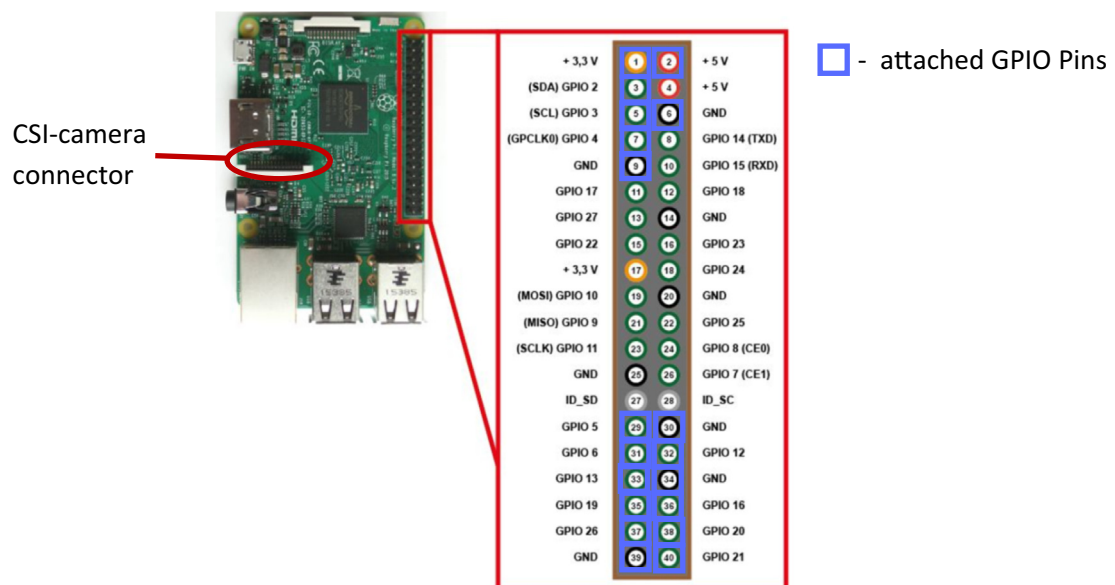 - attached GPIO Pins
CSI-camera
connector
HDMI
+ 3,3 V 1 2 + 5 V
(SDA) GPIO 2 3 4 + 5 V
(SCL) GPIO 3 5 6 GND
(GPCLK0) GPIO 4 7 8 GPIO 14 (TXD)
GND 9 10 GPIO 15 (RXD)
GPIO 17 11 12 GPIO 18
GPIO 27 13 14 GND
GPIO 22 15 16 GPIO 23
+ 3,3 V 17 18 GPIO 24
(MOSI) GPIO 10 19 20 GND
(MISO) GPIO 9 21 22 GPIO 25
(SCLK) GPIO 11 23 24 GPIO 8 (CE0)
GND 25 26 GPIO 7 (CE1)
ID_SD 27 28 ID_SC
GPIO 5 29 30 GND
GPIO 6 31 32 GPIO 12
GPIO 13 33 34 GND
GPIO 19 35 36 GPIO 16
GPIO 26 37 38 GPIO 20
GND 39 40 GPIO 21